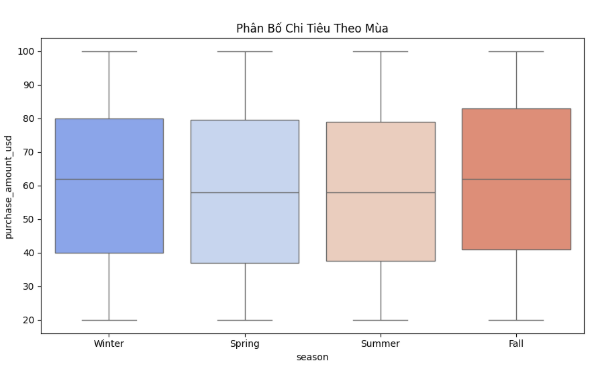 Phân Bố Chi Tiêu Theo Mùa
100
90
80
70
60
50
40
30
20
purchase_amount_usd
Winter Spring Summer Fall
season